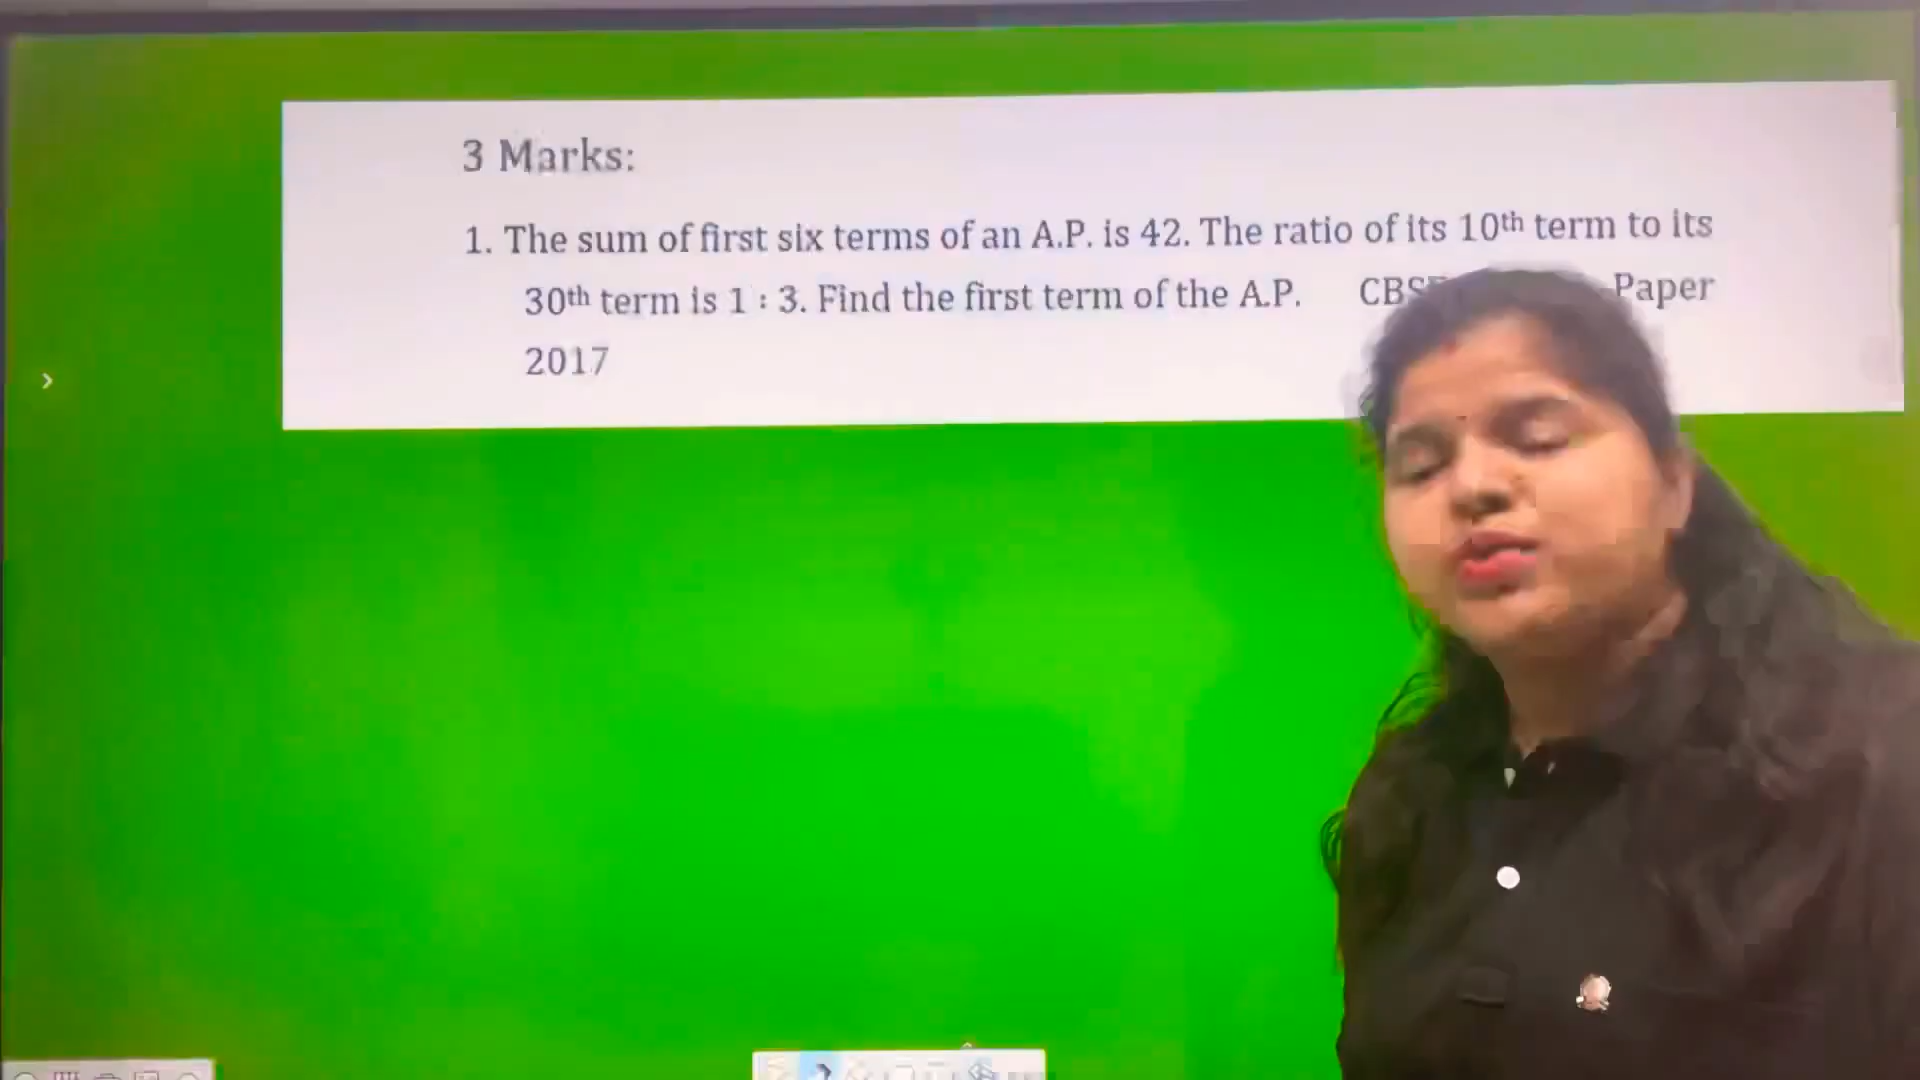 3 Marks:
1. The sum of first six terms of an A.P. is 42. The ratio of its 10th term to its
30th term is 1 : 3. Find the first term of the A.P. Paper
2017